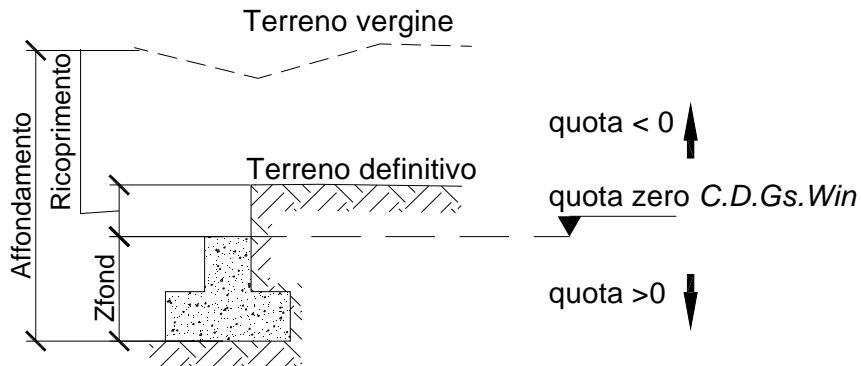 Terreno vergine
Affondamento
Ricoprimento
quota < 0
Terreno definitivo
quota zero C.D.Gs.Win
Zfond
quota >0